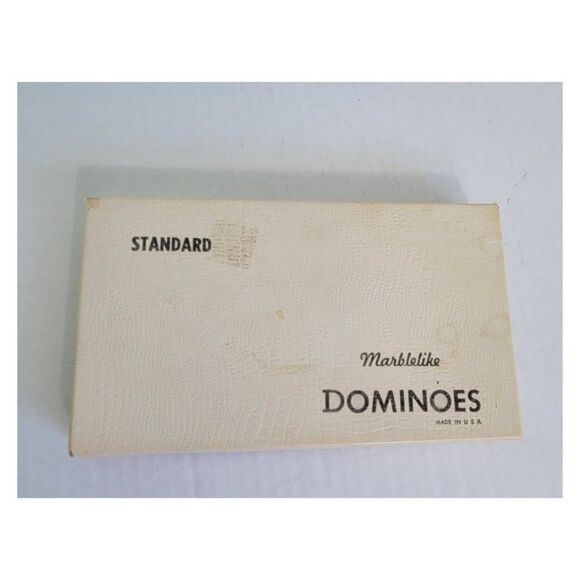 STANDARD
Marblelike
DOMINOES
MADE IN U S A